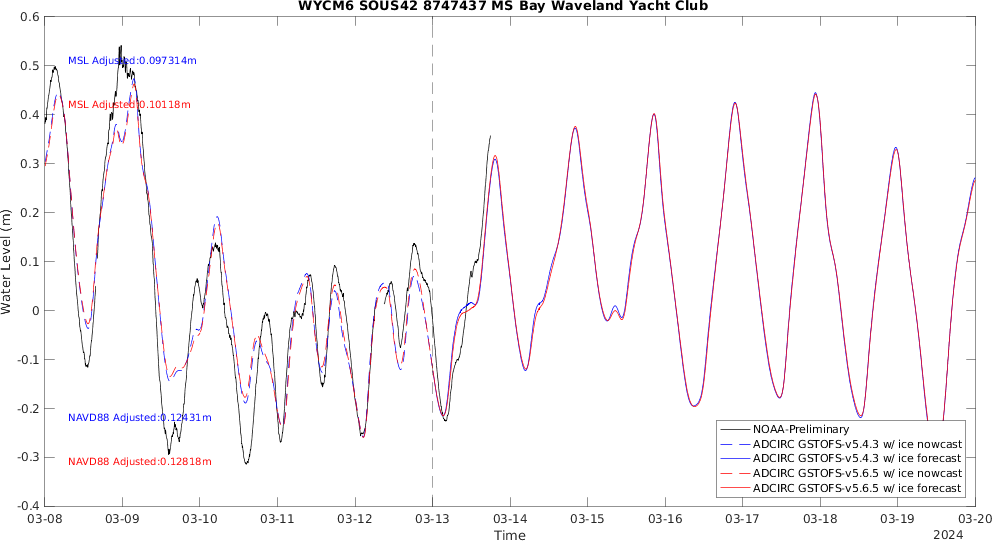 WYCM6 SOUS42 8747437 MS Bay Waveland Yacht Club
0.6
0.5
0.4
0.3
0.2
0.1
0
-0.1
-0.2
-0.3
-0.4
Water Level (m)
MSL Adjusted:0.097314m
MSL Adjusted:0.10118m
NAVD88 Adjusted:0.12431m
NAVD88 Adjusted:0.12818m
NOAA-Preliminary
ADCIRC GSTOFS-v5.4.3 w/ ice nowcast
ADCIRC GSTOFS-v5.4.3 w/ ice forecast
ADCIRC GSTOFS-v5.6.5 w/ ice nowcast
ADCIRC GSTOFS-v5.6.5 w/ ice forecast
03-08 03-09 03-10 03-11 03-12 03-13 03-14 03-15 03-16 03-17 03-18 03-19 03-20
Time
2024